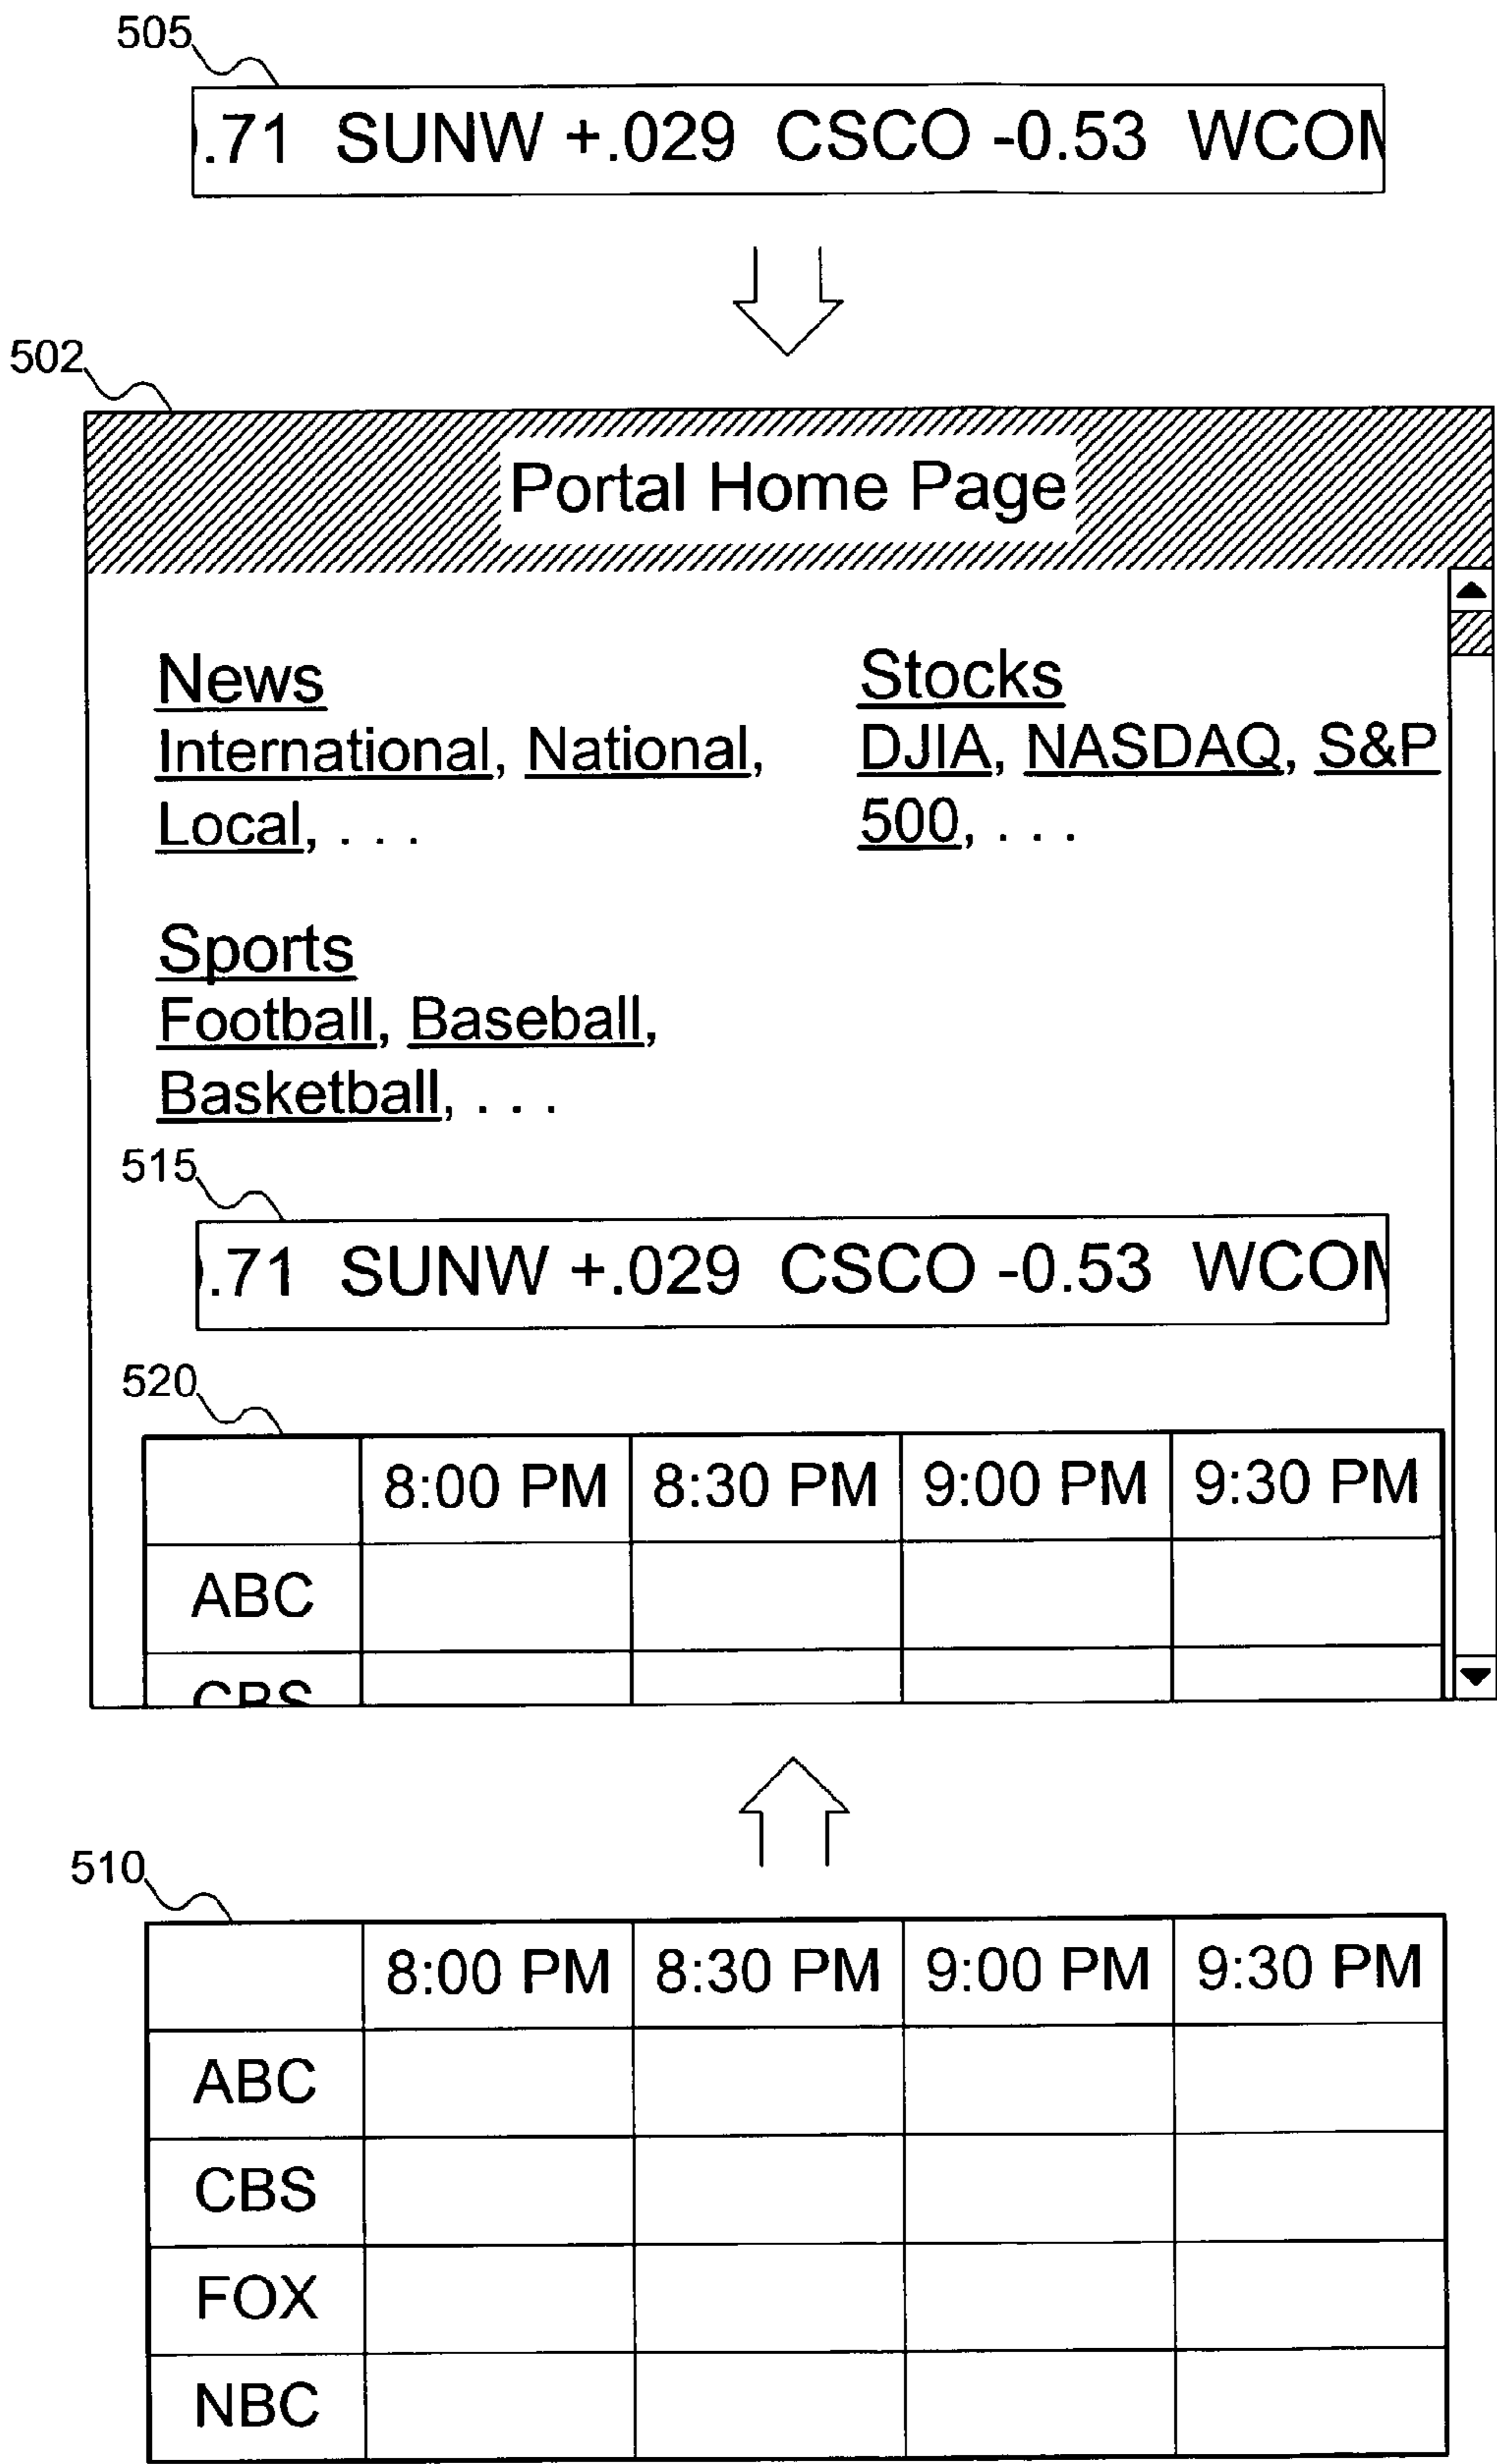 505
.71 SUNW +.029 CSCO -0.53 WCOM
502
Portal Home Page
News
International, National,
Local, . . .
Stocks
DJIA, NASDAQ, S&P
500, . . .
Sports
Football, Baseball,
Basketball, . . .
515
.71 SUNW +.029 CSCO -0.53 WCOM
520
8:00 PM 8:30 PM 9:00 PM 9:30 PM
ABC
CBS
510
8:00 PM 8:30 PM 9:00 PM 9:30 PM
ABC
CBS
FOX
NBC